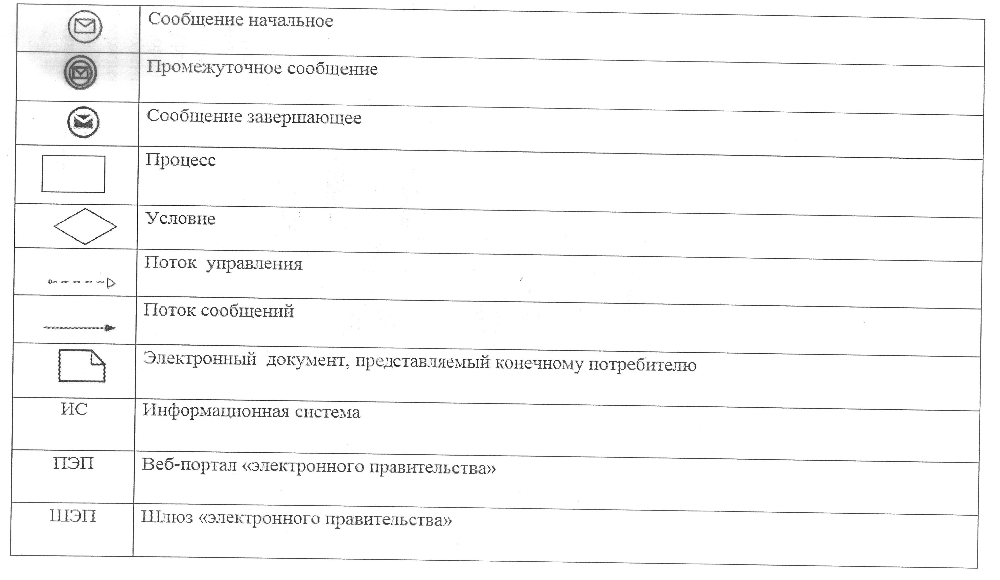 Сообщение начальное
Промежуточное сообщение
Сообщение завершающее
Процесс
Условие
Поток управления
Поток сообщений
Электронный документ, представляемый конечному потребителю
ИС Информационная система
ПЭП Веб-портал «электронного правительства»
ШЭП Шлюз «электронного правительства»